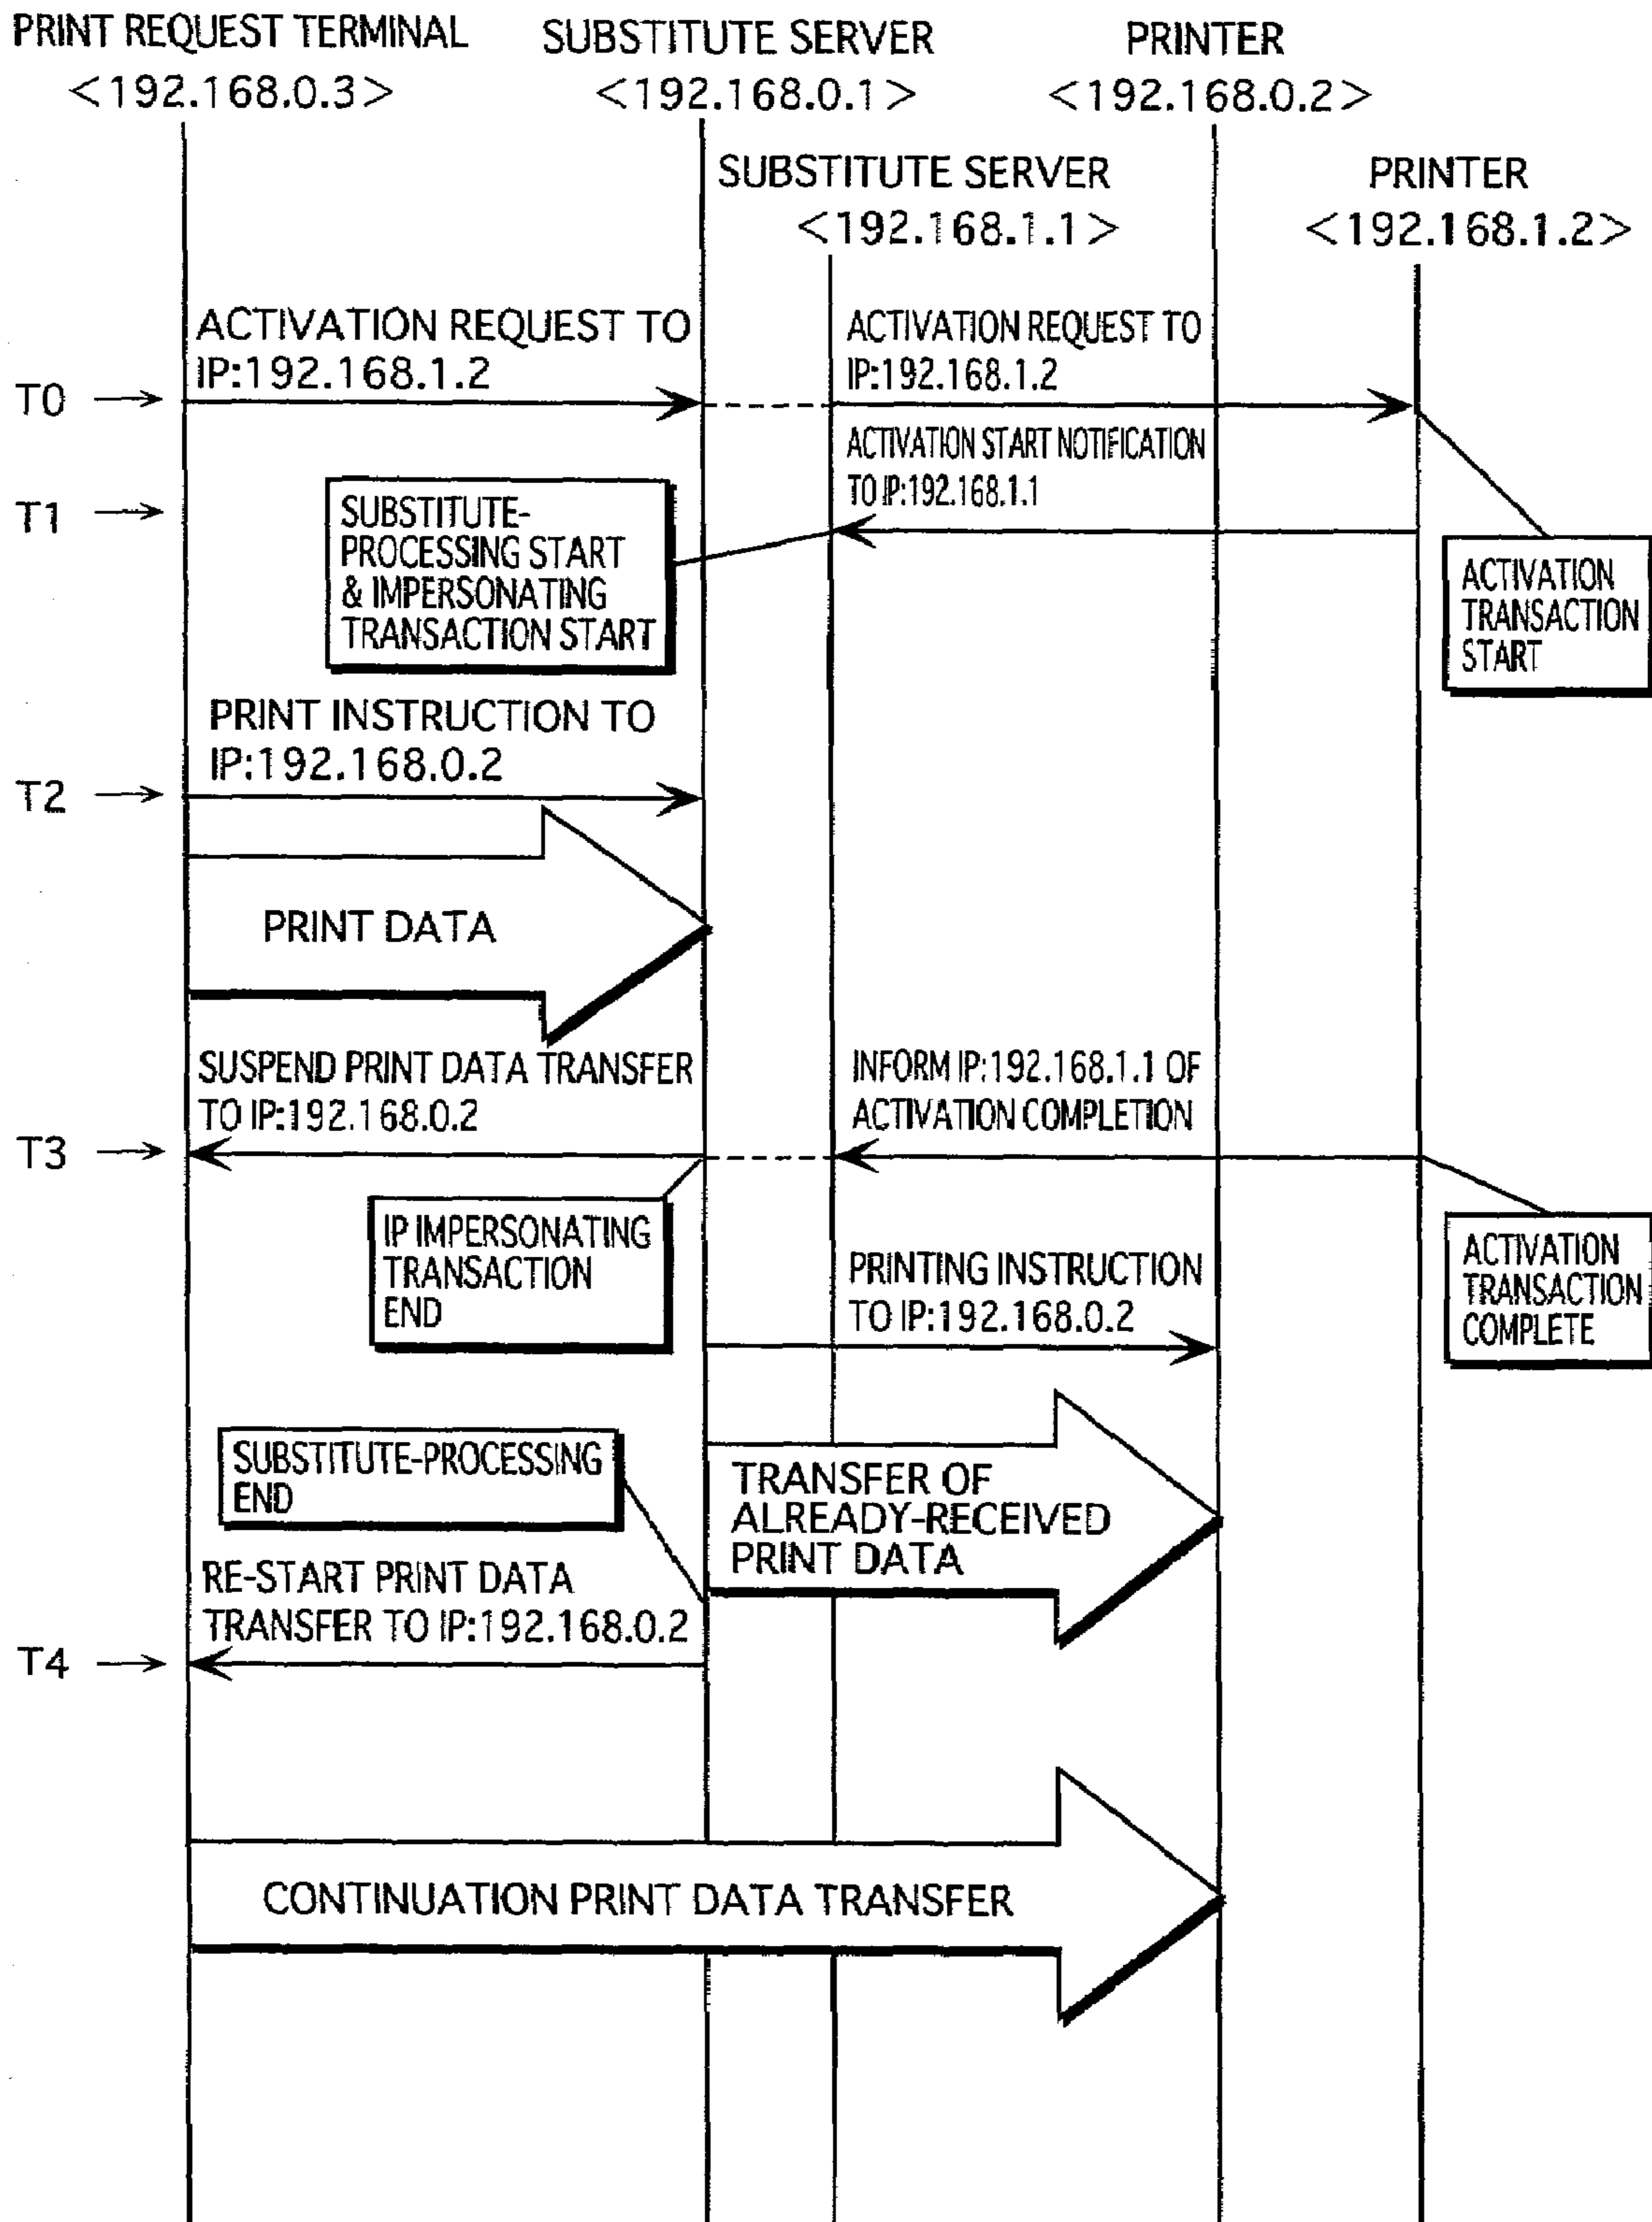 PRINT REQUEST TERMINAL
<192.168.0.3>
SUBSTITUTE SERVER
<192.168.0.1>
PRINTER
<192.168.0.2>
SUBSTITUTE SERVER
<192.168.1.1>
PRINTER
<192.168.1.2>
ACTIVATION REQUEST TO
IP:192.168.1.2
ACTIVATION REQUEST TO
IP:192.168.1.2
T0
ACTIVATION START NOTIFICATION
TO IP:192.168.1.1
T1
SUBSTITUTE-
PROCESSING START
& IMPERSONATING
TRANSACTION START
ACTIVATION
TRANSACTION
START
PRINT INSTRUCTION TO
IP:192.168.0.2
T2
PRINT DATA
SUSPEND PRINT DATA TRANSFER
TO IP:192.168.0.2
INFORM IP:192.168.1.1 OF
ACTIVATION COMPLETION
T3
IP IMPERSONATING
TRANSACTION
END
ACTIVATION
TRANSACTION
COMPLETE
PRINTING INSTRUCTION
TO IP:192.168.0.2
SUBSTITUTE-PROCESSING
END
TRANSFER OF
ALREADY-RECEIVED
PRINT DATA
RE-START PRINT DATA
TRANSFER TO IP:192.168.0.2
T4
CONTINUATION PRINT DATA TRANSFER